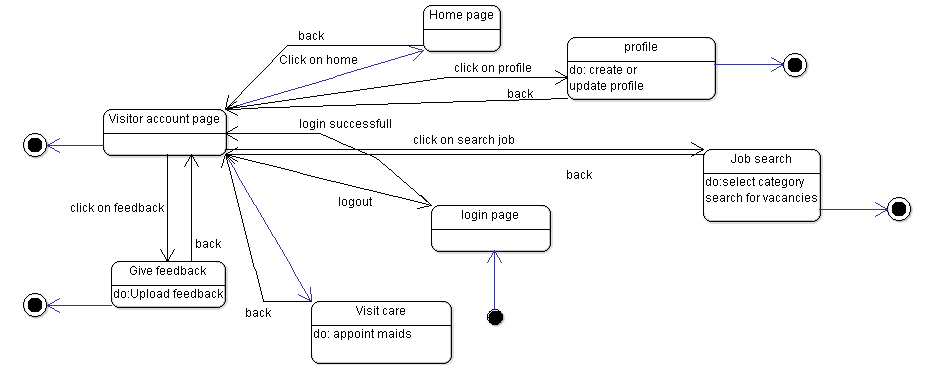 Home page
back
Click on home
profile
do: create or
update profile
click on profile
back
Visitor account page
login successfull
click on search job
Job search
do:select category
search for vacancies
back
logout
click on feedback
back
login page
Give feedback
do:Upload feedback
back
Visit care
do: appoint maids